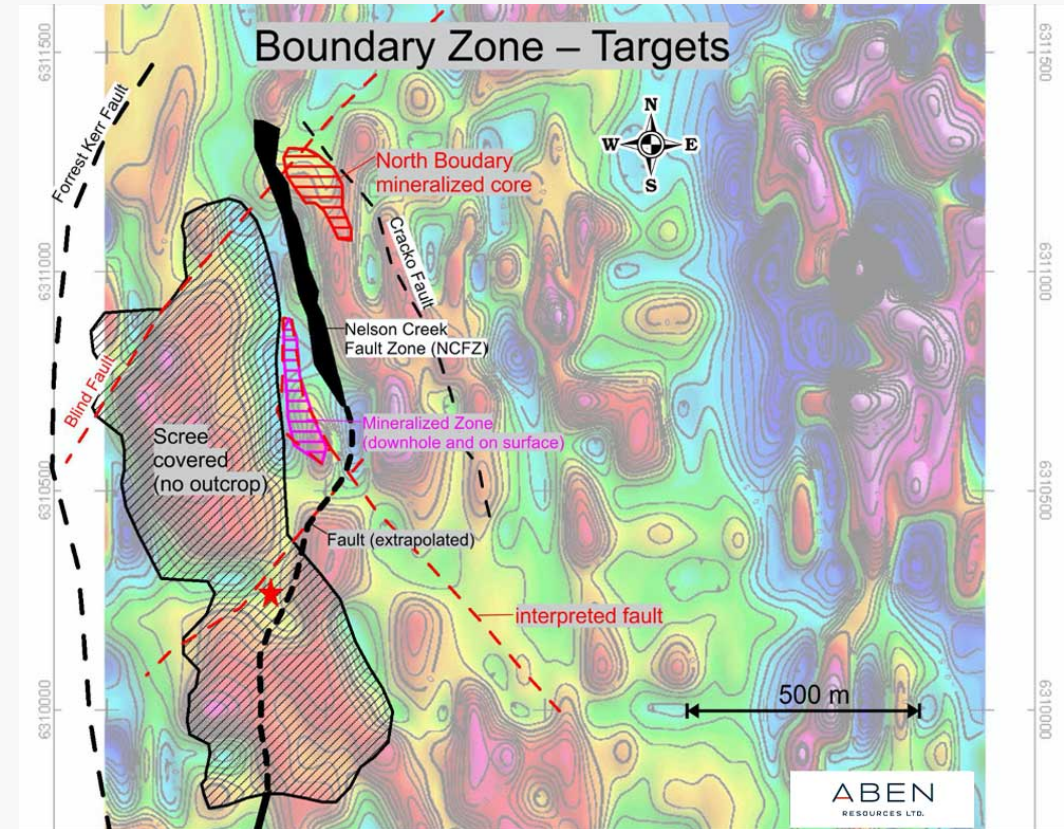 Boundary Zone – Targets
6311500
6311500
Forrest Kerr Fault
N
W
E
S
North Boudary
mineralized core
Cracko Fault
6311000
6311000
Nelson Creek
Fault Zone (NCFZ)
Blind Fault
Mineralized Zone
(downhole and on surface)
Scree
covered
(no outcrop)
6310500
6310500
Fault (extrapolated)
interpreted fault
500 m
6310000
6310000
ABEN
RESOURCES LTD.